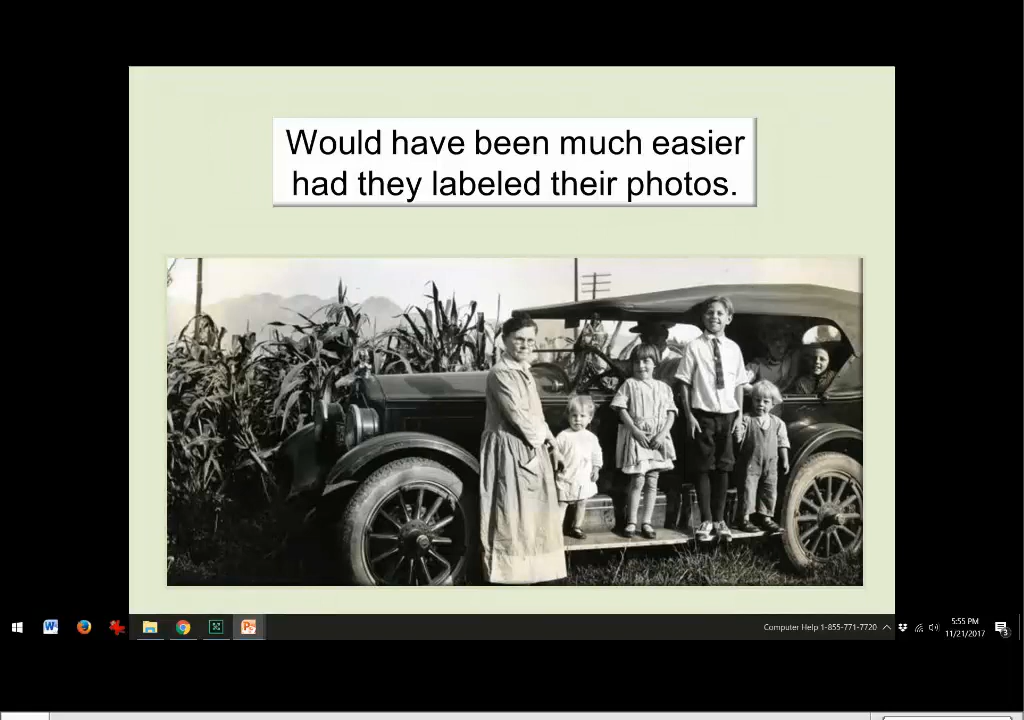 Would have been much easier
had they labeled their photos.
Computer Help 1-855-771-7720
5:55 PM
11/21/2017
3